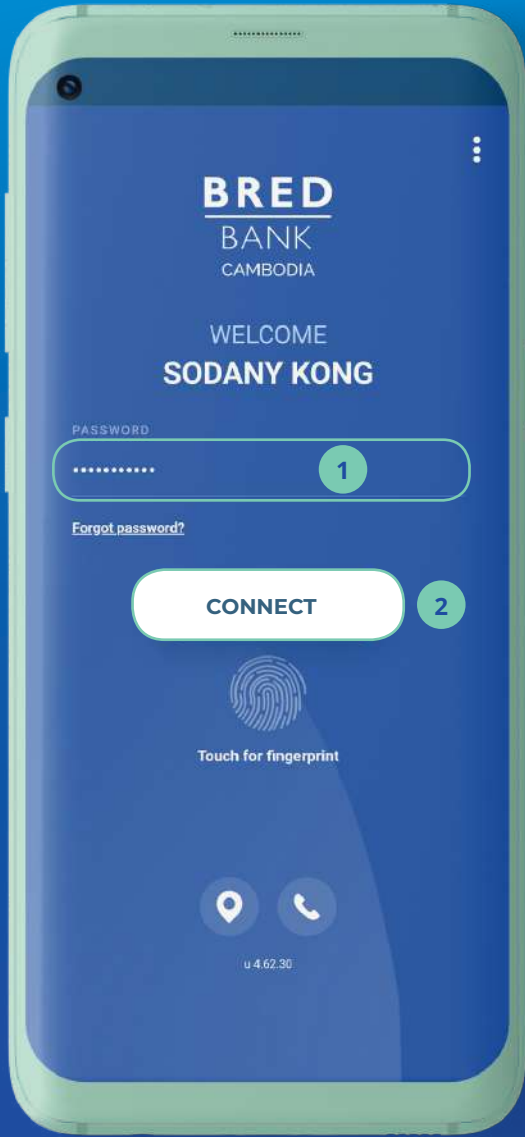 BRED
BANK
CAMBODIA
WELCOME
SODANY KONG
PASSWORD
•••••••••••
1
Forgot password?
CONNECT
2
Touch for fingerprint
u 4.62.30